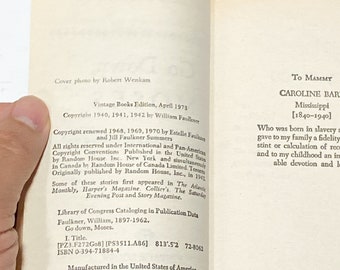 Cover photo by Robert Wenkam
Vintage Books Edition, April 1973
Copyright 1940, 1941, 1942 by William Faulkner
Copyright renewed 1968, 1969, 1970 by Estelle Faulkner
and Jill Faulkner Summers
All rights reserved under International and Pan-American
Copyright Conventions. Published in the United States by
Random House, Inc., New York and simultaneously
in Canada by Random House of Canada Limited, Toronto.
Originally published by Random House, Inc.
Some of these stories first appeared in The Atlantic
Monthly, Harper's Magazine, Collier's, The Saturday
Evening Post and Story Magazine.
Library of Congress Cataloging in Publication Data
Faulkner, William, 1897-1962.
Go down, Moses.
I. Title.
[PZ3.F272Go8] [PS3511.A86] 813'.5'2
ISBN 0-394-71884-4
Manufactured in the United States of America
To MAMMY
CAROLINE BAR
Mississippi
[1840-1940]
Who was born in slavery
gave to my family a fidelity
stint or calculation of
and to my childhood an
able devotion and